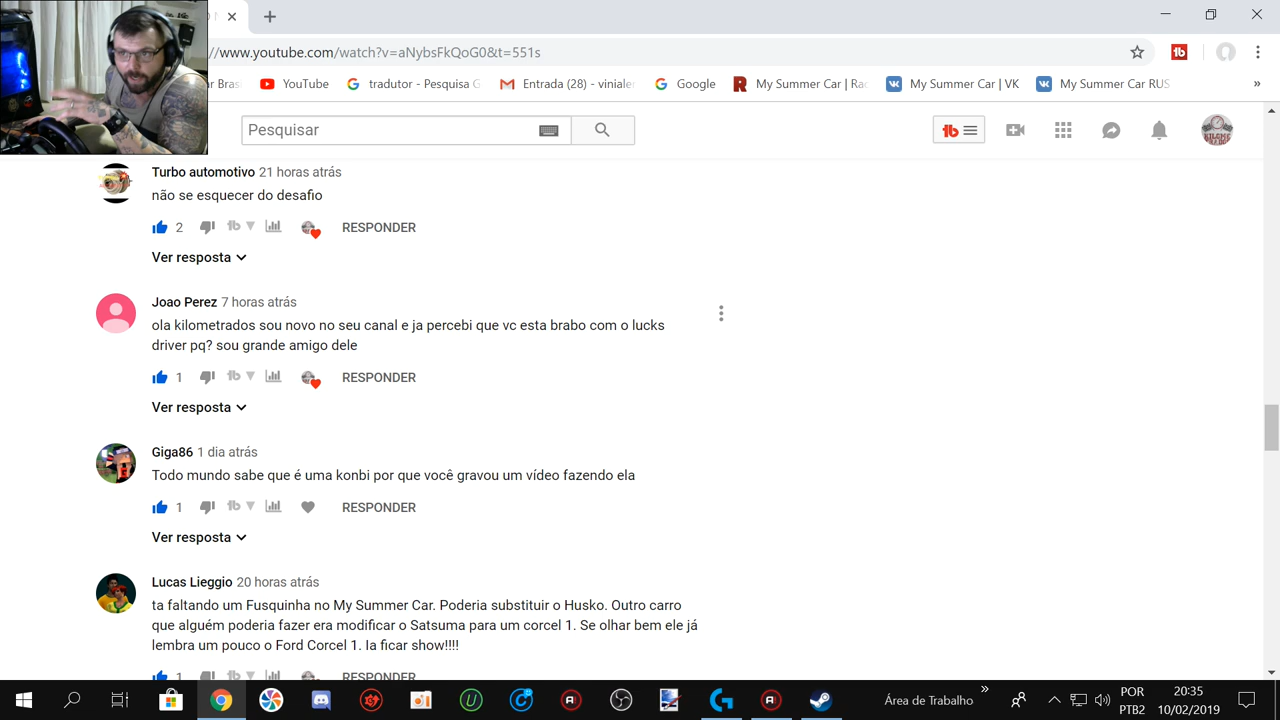 //www.youtube.com/watch?v=aNybsFkQoG0&t=551s
YouTube
tradutor - Pesquisa G
Entrada (28) - vinialer
Google
My Summer Car | Rac
My Summer Car | VK
My Summer Car RUS
»
Pesquisar
Turbo automotivo 21 horas atrás
não se esquecer do desafio
2 RESPONDER
Ver resposta
Joao Perez 7 horas atrás
ola kilometrados sou novo no seu canal e ja percebi que vc esta brabo com o lucks
driver pq? sou grande amigo dele
1 RESPONDER
Ver resposta
Giga86 1 dia atrás
Todo mundo sabe que é uma konbi por que você gravou um vídeo fazendo ela
1 RESPONDER
Ver resposta
Lucas Lieggio 20 horas atrás
ta faltando um Fusquinha no My Summer Car. Poderia substituir o Husko. Outro carro
que alguém poderia fazer era modificar o Satsuma para um corcel 1. Se olhar bem ele já
lembra um pouco o Ford Corcel 1. Ia ficar show!!!!
1 RESPONDER
Área de Trabalho »
POR
PTB2
20:35
10/02/2019